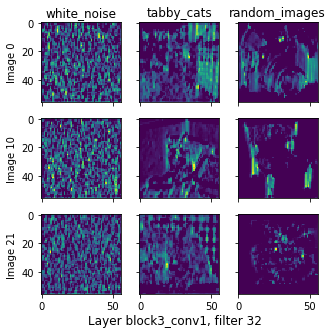 white_noise tabby_cats random_images
Image 0
0
20
40
Image 10
0
20
40
Image 21
0
20
40
0 50 0 50 0 50
Layer block3_conv1, filter 32